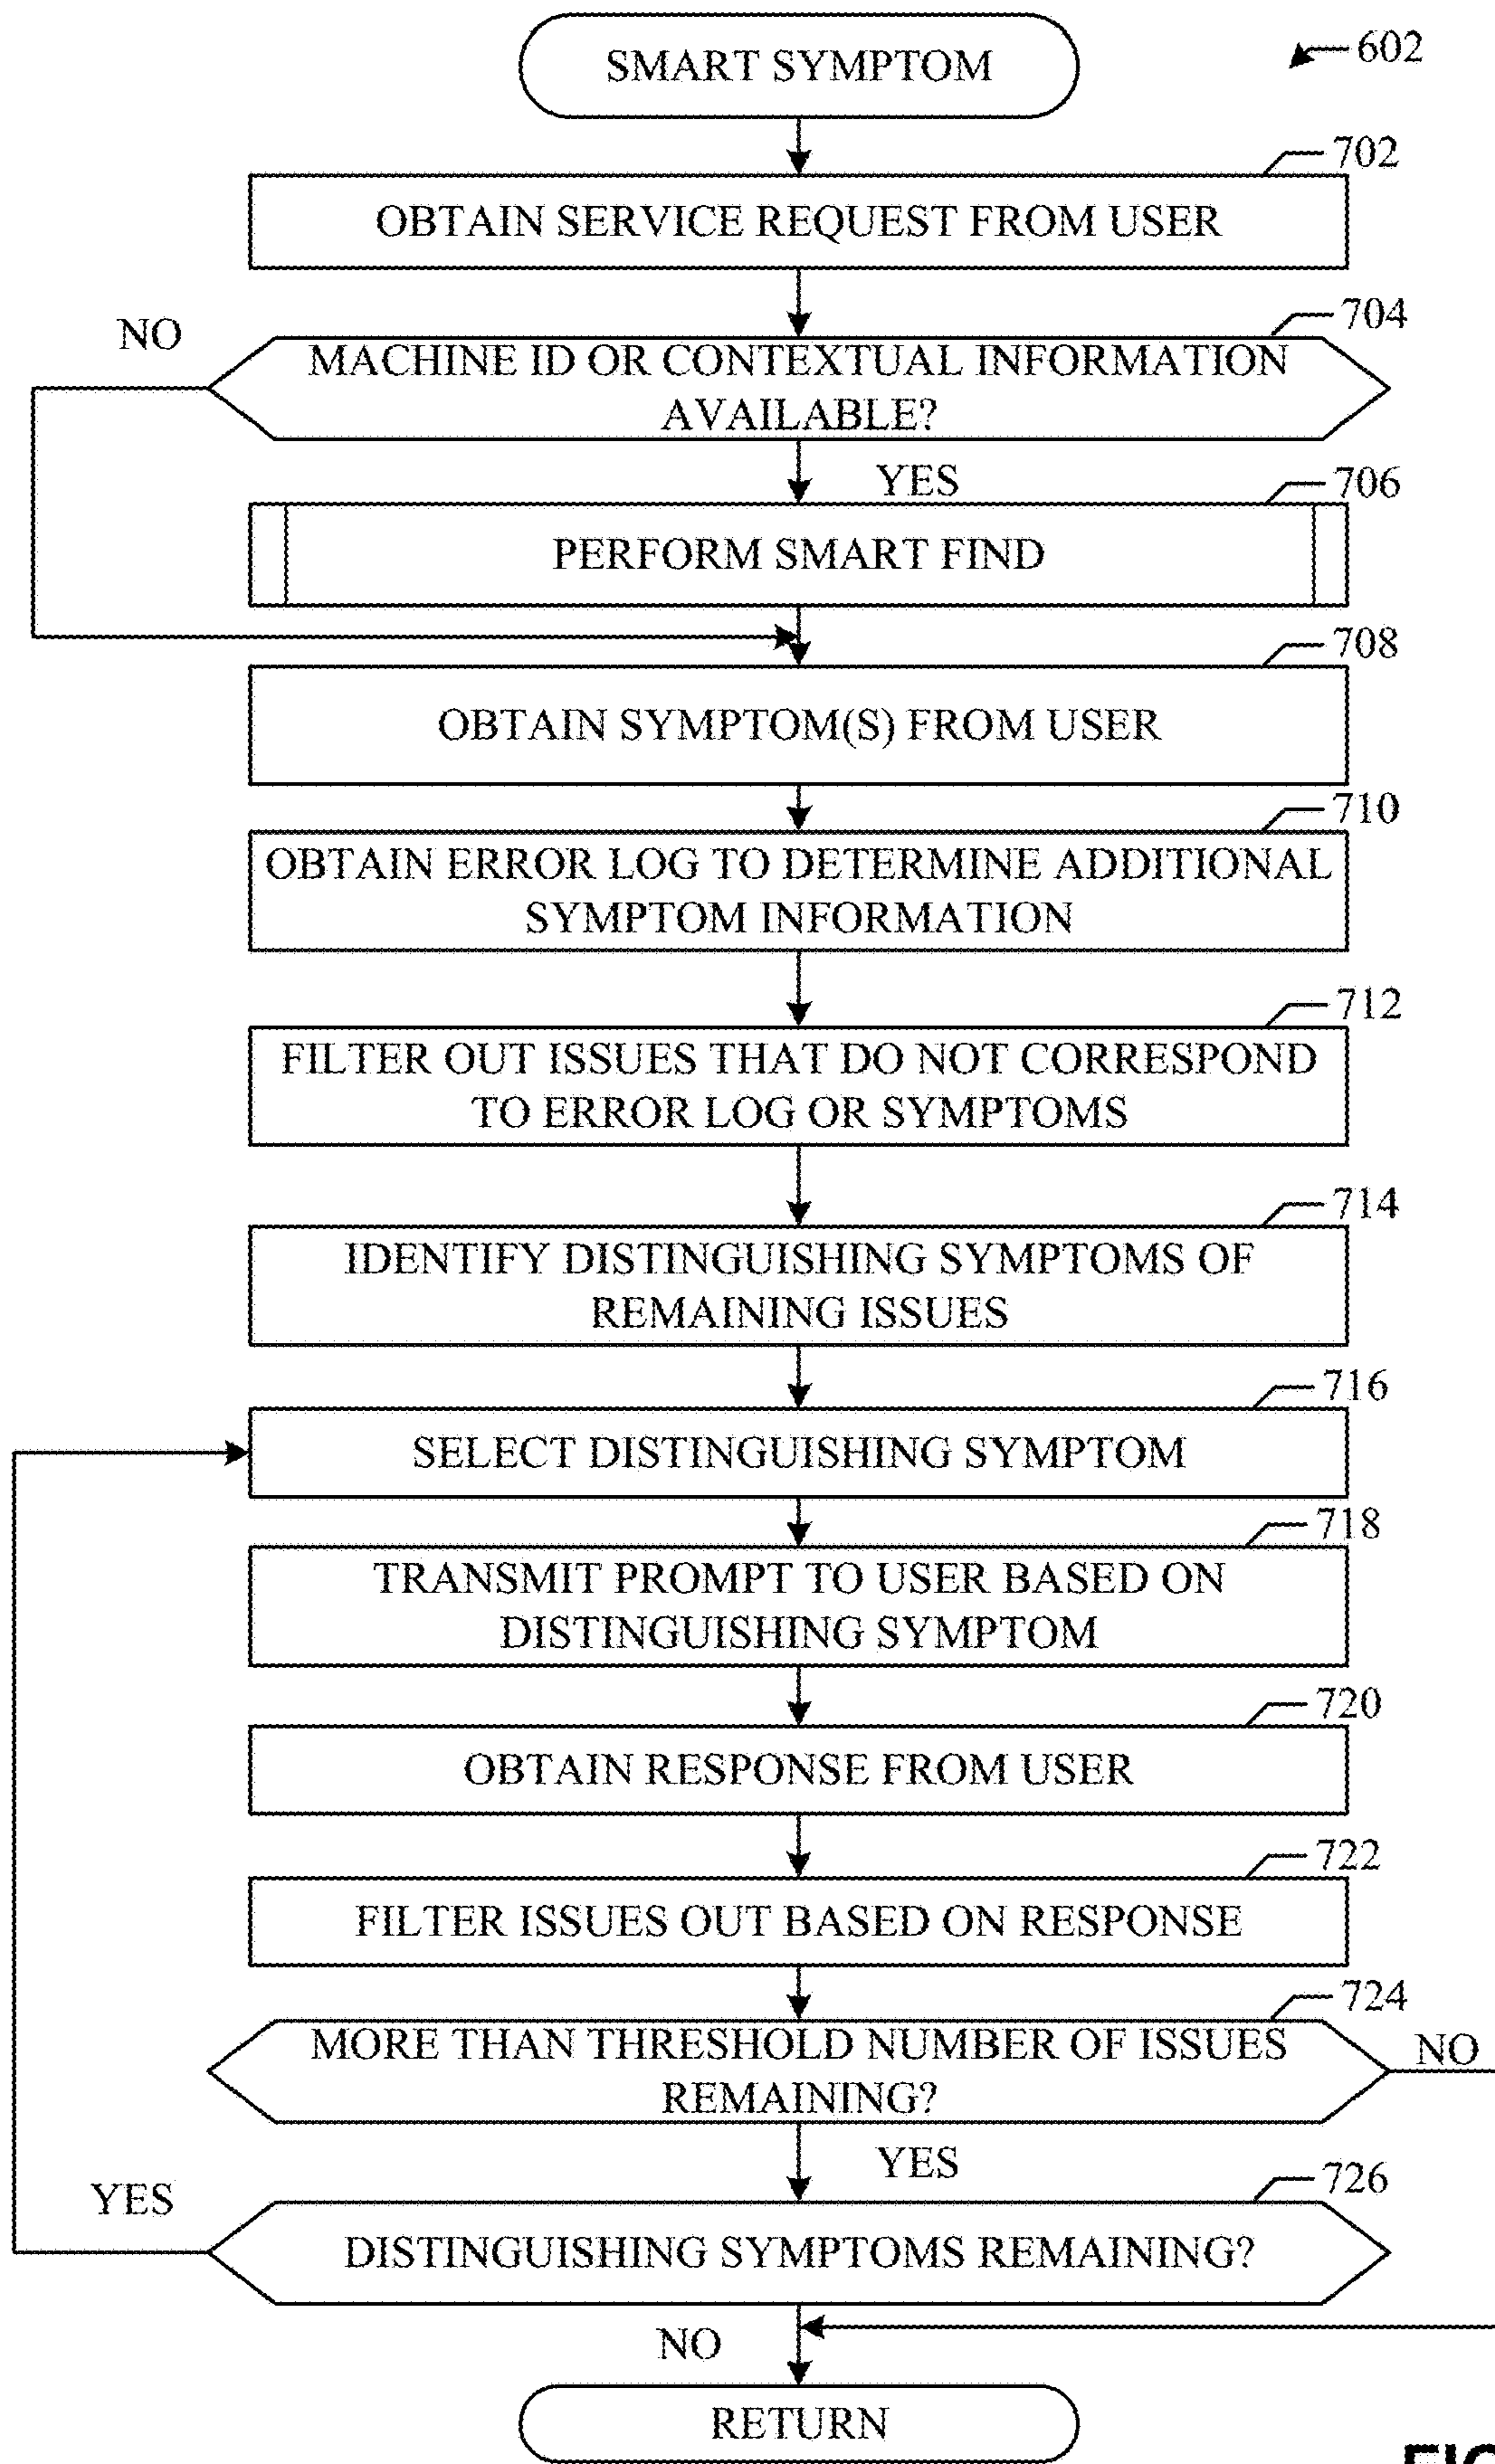 SMART SYMPTOM
602
702
OBTAIN SERVICE REQUEST FROM USER
704
NO
MACHINE ID OR CONTEXTUAL INFORMATION
AVAILABLE?
YES
706
PERFORM SMART FIND
708
OBTAIN SYMPTOM(S) FROM USER
710
OBTAIN ERROR LOG TO DETERMINE ADDITIONAL
SYMPTOM INFORMATION
712
FILTER OUT ISSUES THAT DO NOT CORRESPOND
TO ERROR LOG OR SYMPTOMS
714
IDENTIFY DISTINGUISHING SYMPTOMS OF
REMAINING ISSUES
716
SELECT DISTINGUISHING SYMPTOM
718
TRANSMIT PROMPT TO USER BASED ON
DISTINGUISHING SYMPTOM
720
OBTAIN RESPONSE FROM USER
722
FILTER ISSUES OUT BASED ON RESPONSE
724
MORE THAN THRESHOLD NUMBER OF ISSUES
REMAINING?
NO
YES
726
YES
DISTINGUISHING SYMPTOMS REMAINING?
NO
RETURN